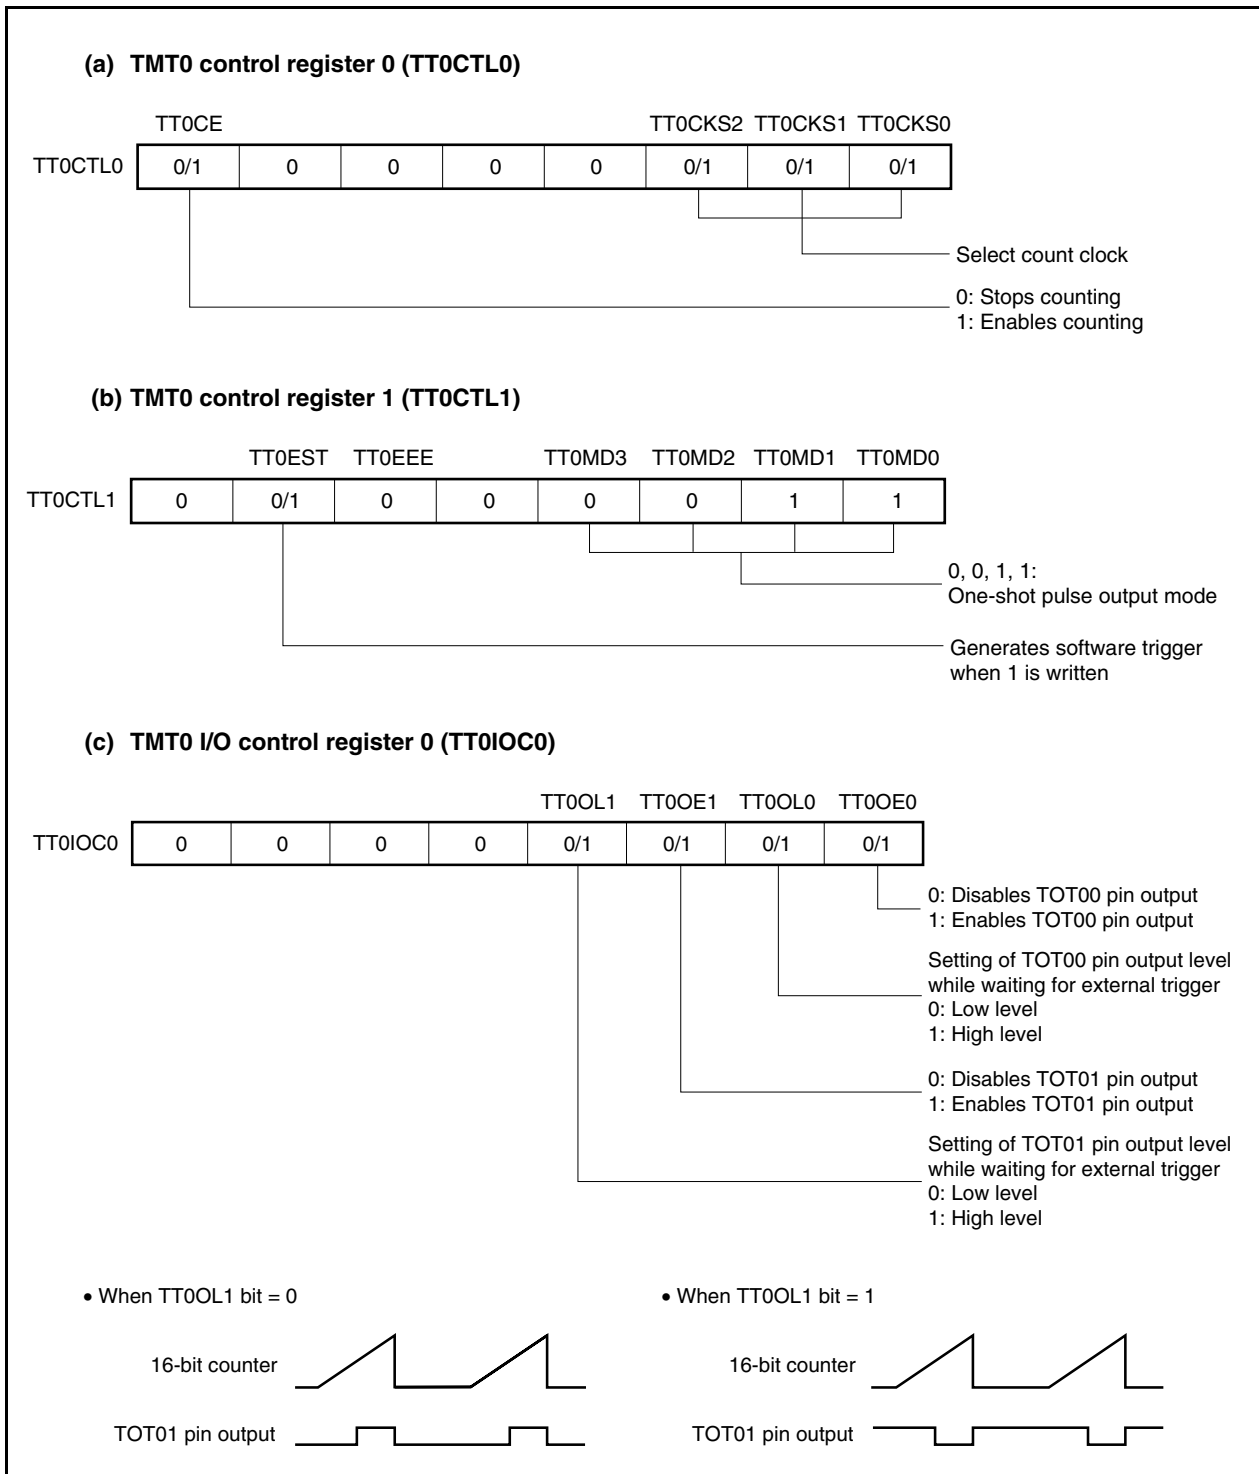 (a) TMT0 control register 0 (TT0CTL0)
TT0CE TT0CKS2 TT0CKS1 TT0CKS0
TT0CTL0 0/1 0 0 0 0 0/1 0/1 0/1
Select count clock
0: Stops counting
1: Enables counting
(b) TMT0 control register 1 (TT0CTL1)
TT0EST TT0EEE TT0MD3 TT0MD2 TT0MD1 TT0MD0
TT0CTL1 0 0/1 0 0 0 0 1 1
0, 0, 1, 1:
One-shot pulse output mode
Generates software trigger
when 1 is written
(c) TMT0 I/O control register 0 (TT0IOC0)
TT0OL1 TT0OE1 TT0OL0 TT0OE0
TT0IOC0 0 0 0 0 0/1 0/1 0/1 0/1
0: Disables TOT00 pin output
1: Enables TOT00 pin output
Setting of TOT00 pin output level
while waiting for external trigger
0: Low level
1: High level
0: Disables TOT01 pin output
1: Enables TOT01 pin output
Setting of TOT01 pin output level
while waiting for external trigger
0: Low level
1: High level
• When TT0OL1 bit = 0
16-bit counter
TOT01 pin output
• When TT0OL1 bit = 1
16-bit counter
TOT01 pin output